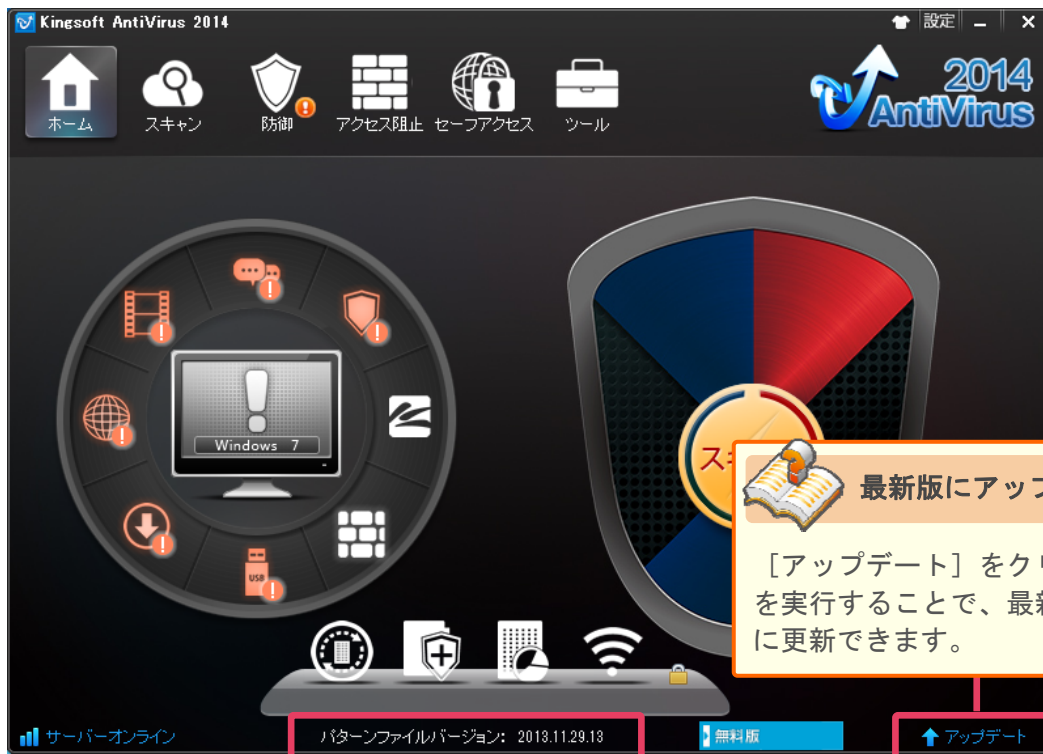 Kingsoft AntiVirus 2014
設定
ホーム
スキャン
防御
アクセス阻止
セーフアクセス
ツール
2014
AntiVirus
Windows 7
USB
最新版にアップ
[アップデート]をクリ
を実行することで、最新
に更新できます。
サーバーオンライン
パターンファイルバージョン: 2013.11.29.13
無料版
アップデート